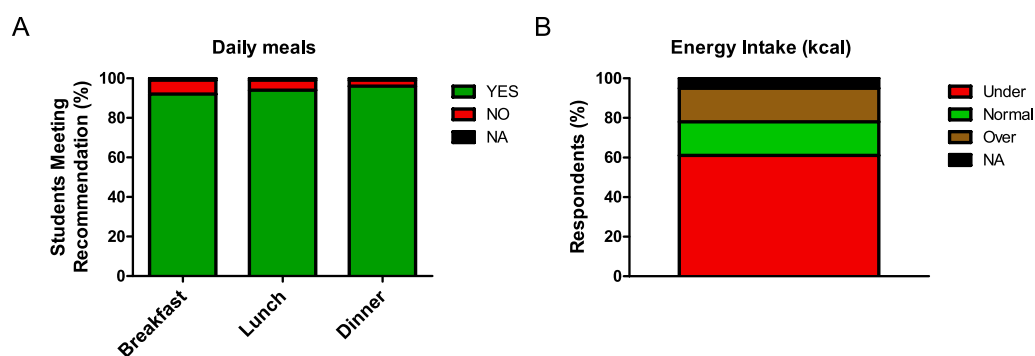 A
Daily meals
Students Meeting
Recommendation (%)
100
80
60
40
20
0
Breakfast
Lunch
Dinner
YES
NO
NA
B
Energy Intake (kcal)
Respondents (%)
100
80
60
40
20
0
Under
Normal
Over
NA